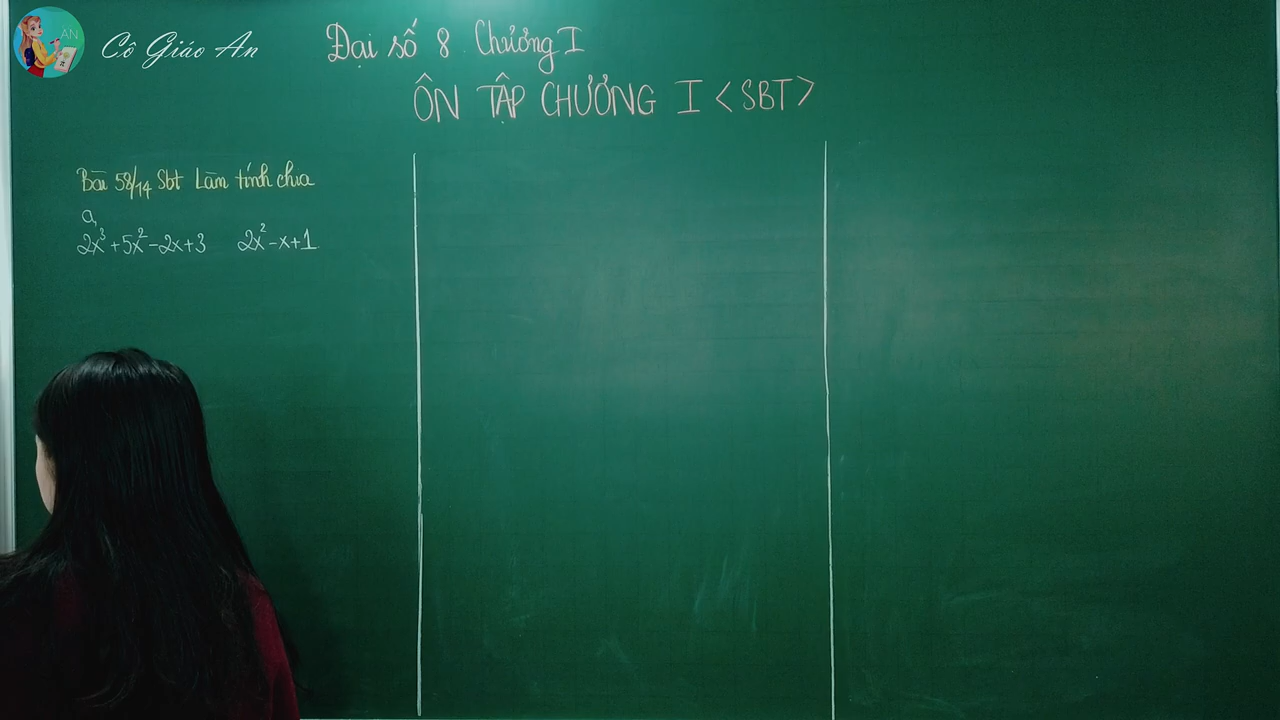 AN
Cô Giáo An
Đại số 8 Chương I
ÔN TẬP CHƯƠNG I <SBT>
Bài 58/14 Sbt Làm tính chia
a,
2x³+5x²-2x+3 2x²-x+1